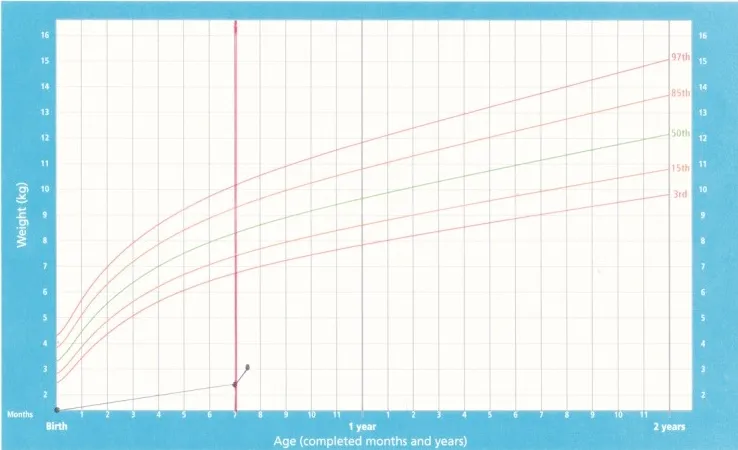 16 16
15 97th 15
14 85th 14
13 13
12 50th 12
11 15th 11
10 3rd 10
9 9
8 8
7 7
6 6
5 5
4 4
3 3
2 2
Weight (kg)
Months 1 2 3 4 5 6 7 8 9 10 11 1 2 3 4 5 6 7 8 9 10 11
Birth 1 year 2 years
Age (completed months and years)